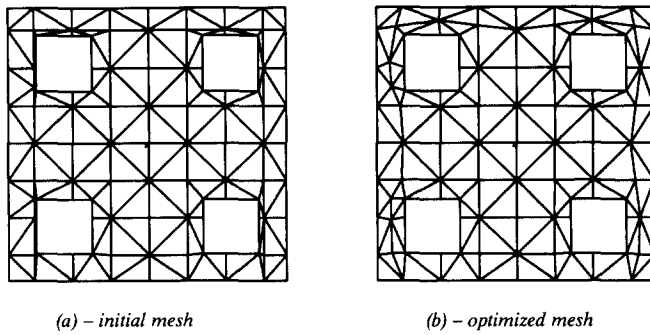 (a) – initial mesh
(b) – optimized mesh